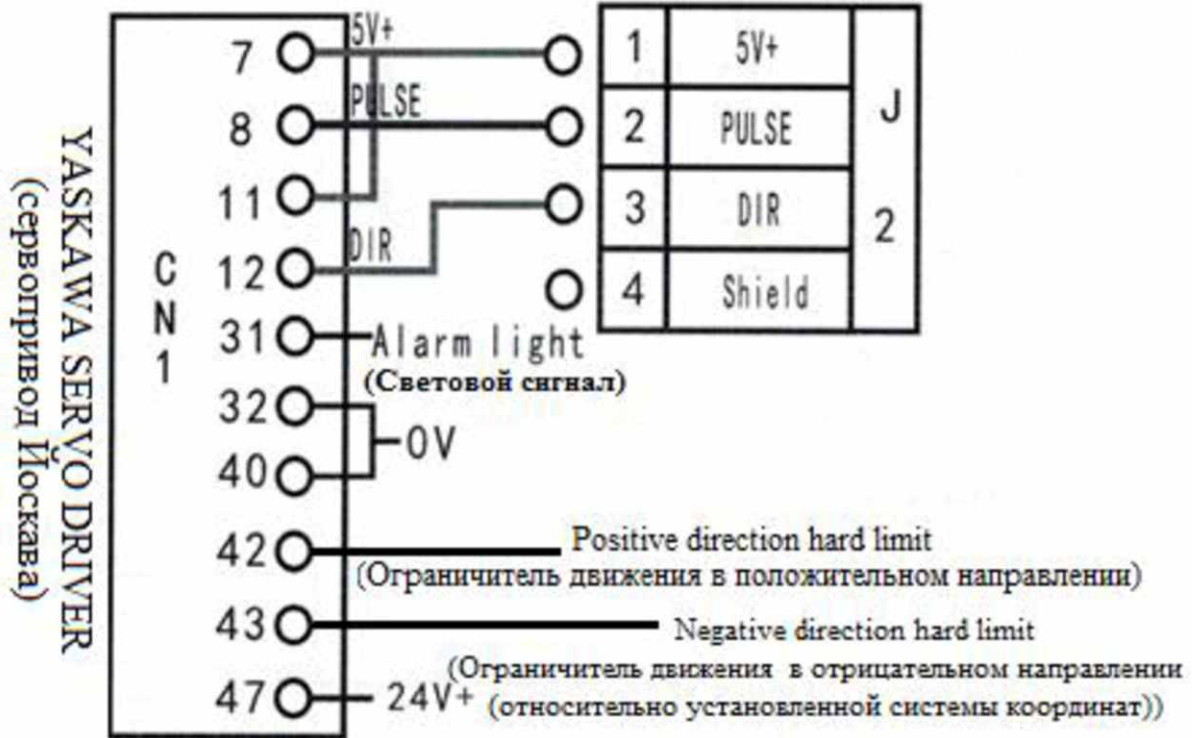 YASKAWA SERVO DRIVER
(сервопривод Йоскава)
CN1
7
5V+
8
PULSE
11
12
DIR
31
Alarm light
(Световой сигнал)
32
40
0V
42
Positive direction hard limit
(Ограничитель движения в положительном направлении)
43
Negative direction hard limit
(Ограничитель движения в отрицательном направлении
(относительно установленной системы координат))
47
24V+
1 5V+
2 PULSE
3 DIR
4 Shield
J2